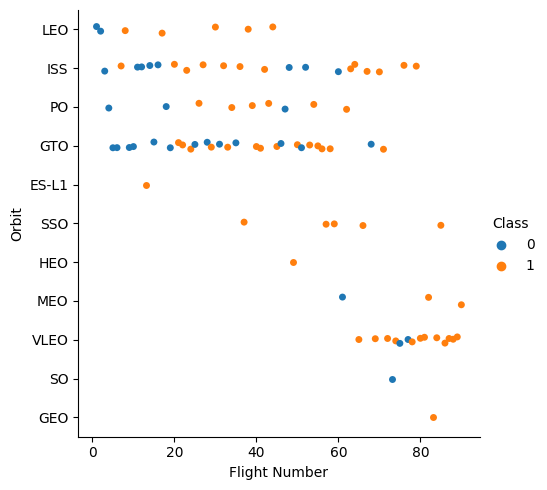 LEO
ISS
PO
GTO
ES-L1
SSO
HEO
MEO
VLEO
SO
GEO
Orbit
0 20 40 60 80
Flight Number
Class
0
1